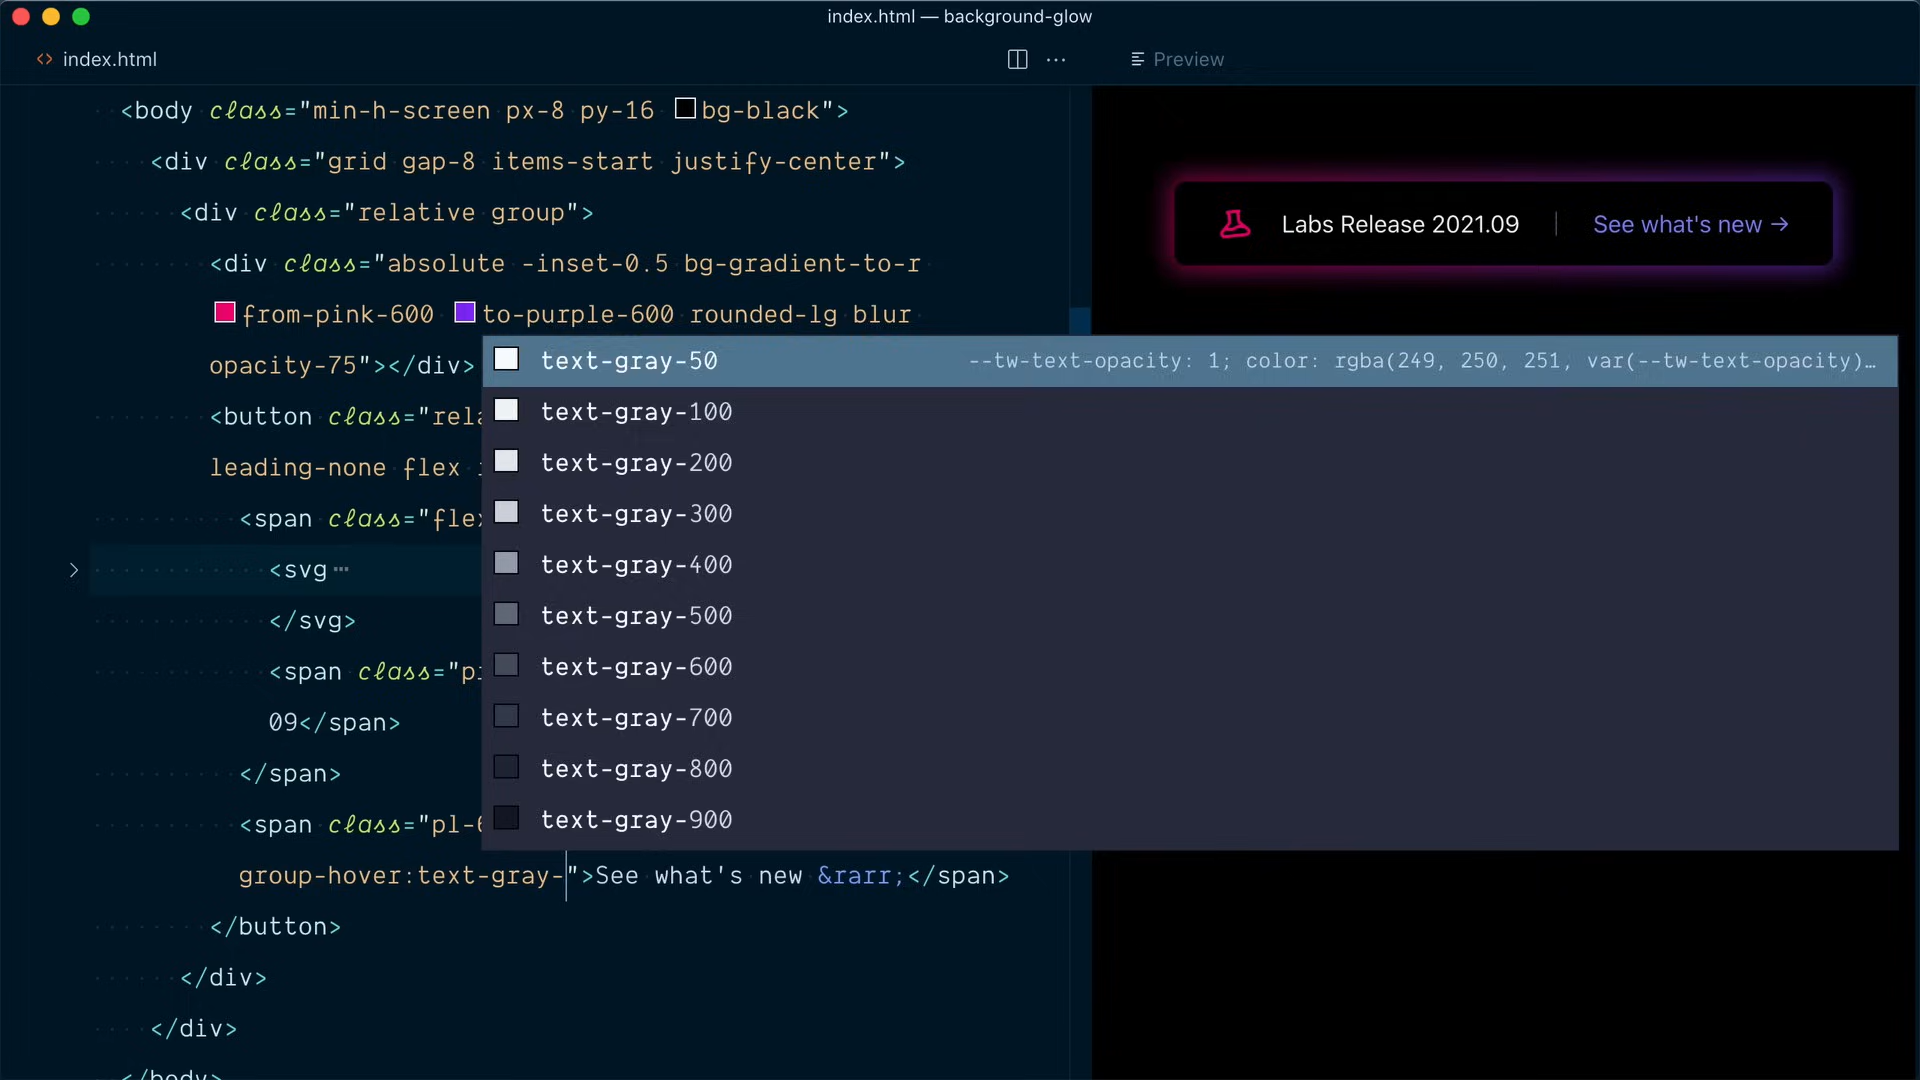 index.html — background-glow
<> index.html
Preview
<body class="min-h-screen px-8 py-16 bg-black">
<div class="grid gap-8 items-start justify-center">
<div class="relative group">
<div class="absolute -inset-0.5 bg-gradient-to-r
from-pink-600 to-purple-600 rounded-lg blur
opacity-75"></div>
<button class="rela
leading-none flex
<span class="flex
<svg…
</svg>
<span class="p
09</span>
</span>
<span class="pl-6
group-hover:text-gray-">See what's new &rarr;</span>
</button>
</div>
</div>
</body>
text-gray-50 --tw-text-opacity: 1; color: rgba(249, 250, 251, var(--tw-text-opacity)…
text-gray-100
text-gray-200
text-gray-300
text-gray-400
text-gray-500
text-gray-600
text-gray-700
text-gray-800
text-gray-900
Labs Release 2021.09 | See what's new →